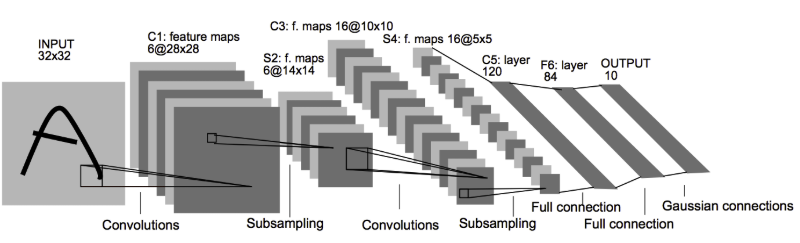 INPUT
32x32
C1: feature maps
6@28x28
S2: f. maps
6@14x14
C3: f. maps 16@10x10
S4: f. maps 16@5x5
C5: layer
120
F6: layer
84
OUTPUT
10
Convolutions
Subsampling
Convolutions
Subsampling
Full connection
Full connection
Gaussian connections